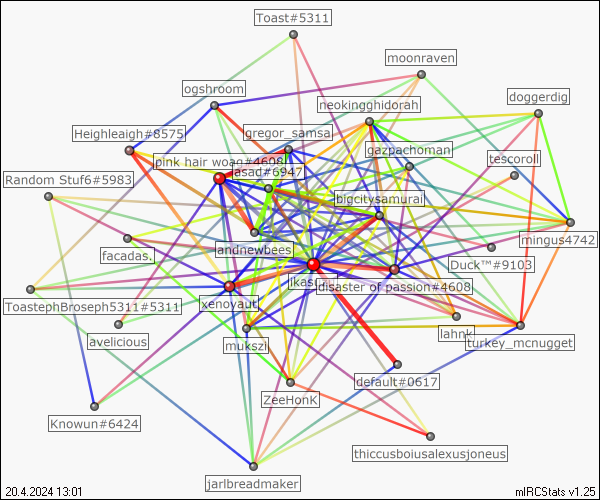 Toast#5311
moonraven
ogshroom
doggerdig
neokingghidorah
Heighleaigh#8575
gregor_samsa
gazpachoman
pink hair woag#4608
tescoroll
asad#6947
Random Stuf6#5983
bigcitysamurai
mingus4742
landnewbees
facadas.
Duck™#9103
jkasu
disaster of passion#4608
ToastephBroseph5311#5311
xenoyaut
avelicious
lahnk
turkey_mcnugget
mukszi
default#0617
ZeeHonK
Knowun#6424
thiccusboiusalexusjoneus
jarlbreadmaker
20.4.2024 13:01
mIRCStats v1.25